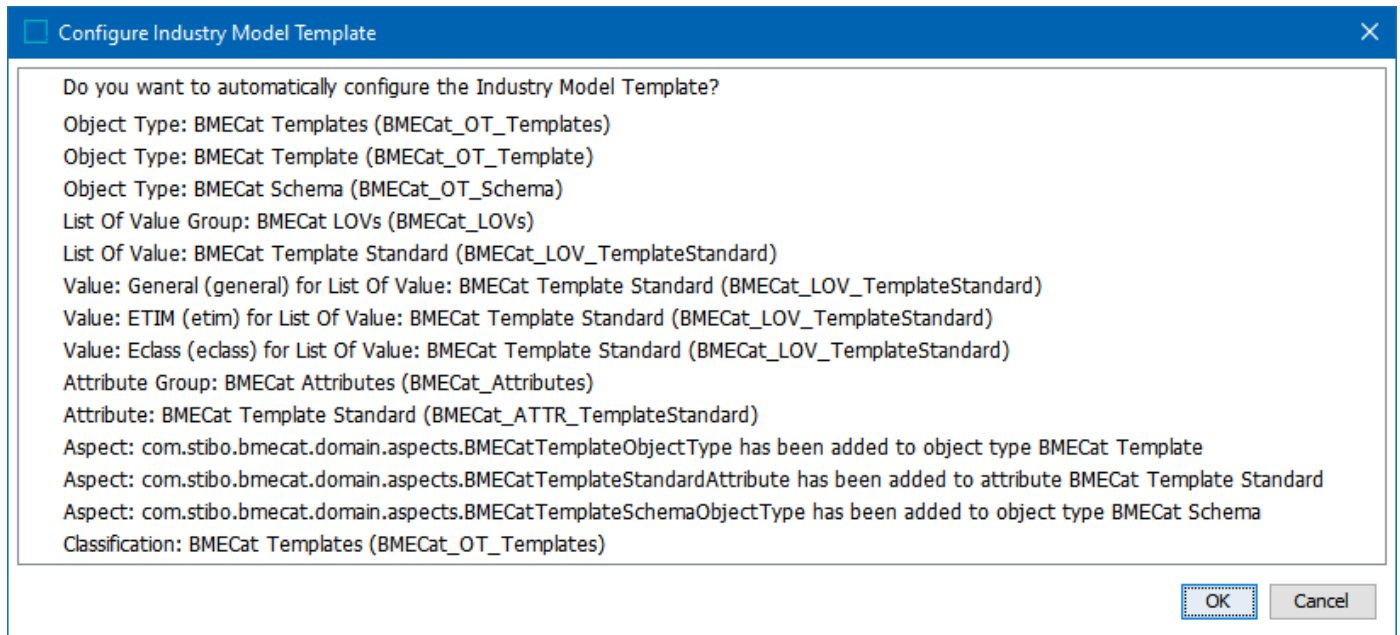 Configure Industry Model Template
Do you want to automatically configure the Industry Model Template?
Object Type: BMECat Templates (BMECat_OT_Templates)
Object Type: BMECat Template (BMECat_OT_Template)
Object Type: BMECat Schema (BMECat_OT_Schema)
List Of Value Group: BMECat LOVs (BMECat_LOVs)
List Of Value: BMECat Template Standard (BMECat_LOV_TemplateStandard)
Value: General (general) for List Of Value: BMECat Template Standard (BMECat_LOV_TemplateStandard)
Value: ETIM (etim) for List Of Value: BMECat Template Standard (BMECat_LOV_TemplateStandard)
Value: Eclass (eclass) for List Of Value: BMECat Template Standard (BMECat_LOV_TemplateStandard)
Attribute Group: BMECat Attributes (BMECat_Attributes)
Attribute: BMECat Template Standard (BMECat_ATTR_TemplateStandard)
Aspect: com.stibo.bmecat.domain.aspects.BMECatTemplateObjectType has been added to object type BMECat Template
Aspect: com.stibo.bmecat.domain.aspects.BMECatTemplateStandardAttribute has been added to attribute BMECat Template Standard
Aspect: com.stibo.bmecat.domain.aspects.BMECatTemplateSchemaObjectType has been added to object type BMECat Schema
Classification: BMECat Templates (BMECat_OT_Templates)
OK Cancel